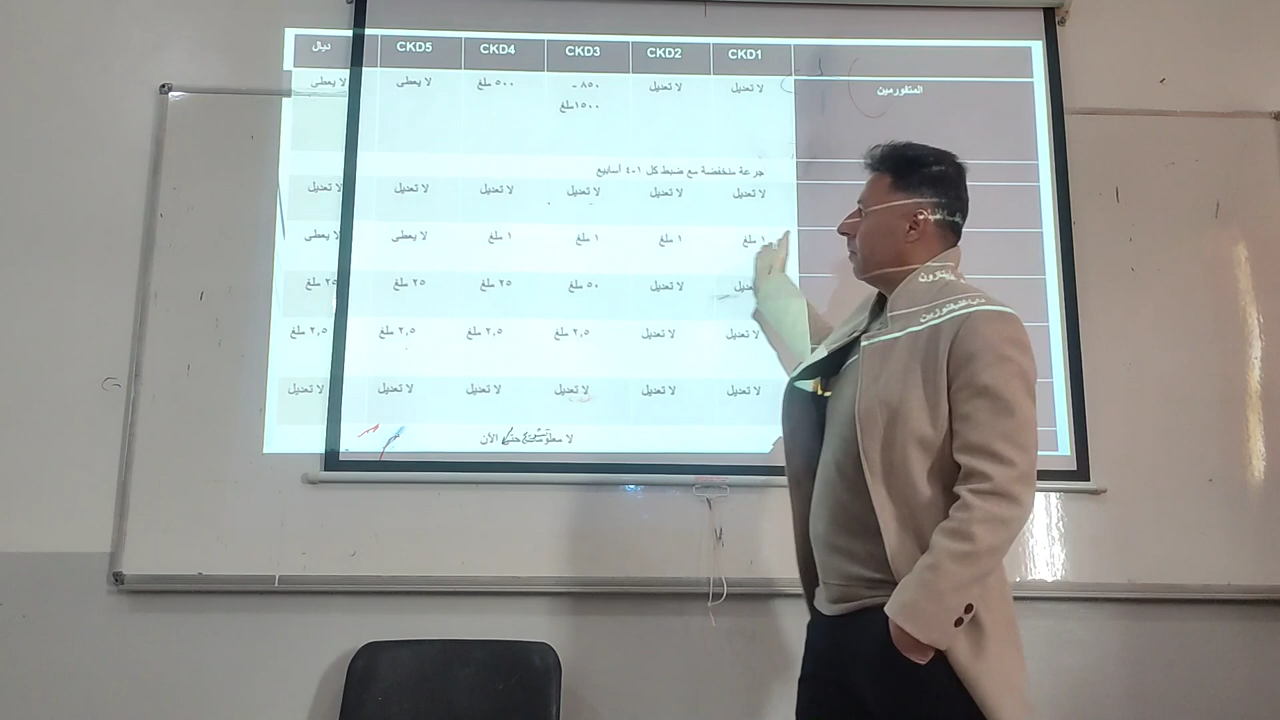 CKD1 CKD2 CKD3 CKD4 CKD5 ديال
المتفورمين لا تعديل لا تعديل ٨٥٠ - ٥٠٠ ملغ لا يعطى لا يعطى
١٥٠٠ملغ
جرعة منخفضة مع ضبط كل ١-٤ أسابيع
لا تعديل لا تعديل لا تعديل لا تعديل لا تعديل لا تعديل
١ ملغ ١ ملغ ١ ملغ ١ ملغ لا يعطى لا يعطى
تعديل لا تعديل ٥٠ ملغ ٢٥ ملغ ٢٥ ملغ ٢٥ ملغ
لا تعديل لا تعديل ٢,٥ ملغ ٢,٥ ملغ ٢,٥ ملغ ٢,٥ ملغ
لا تعديل لا تعديل لا تعديل لا تعديل لا تعديل لا تعديل
لا معلومات حتى الأن